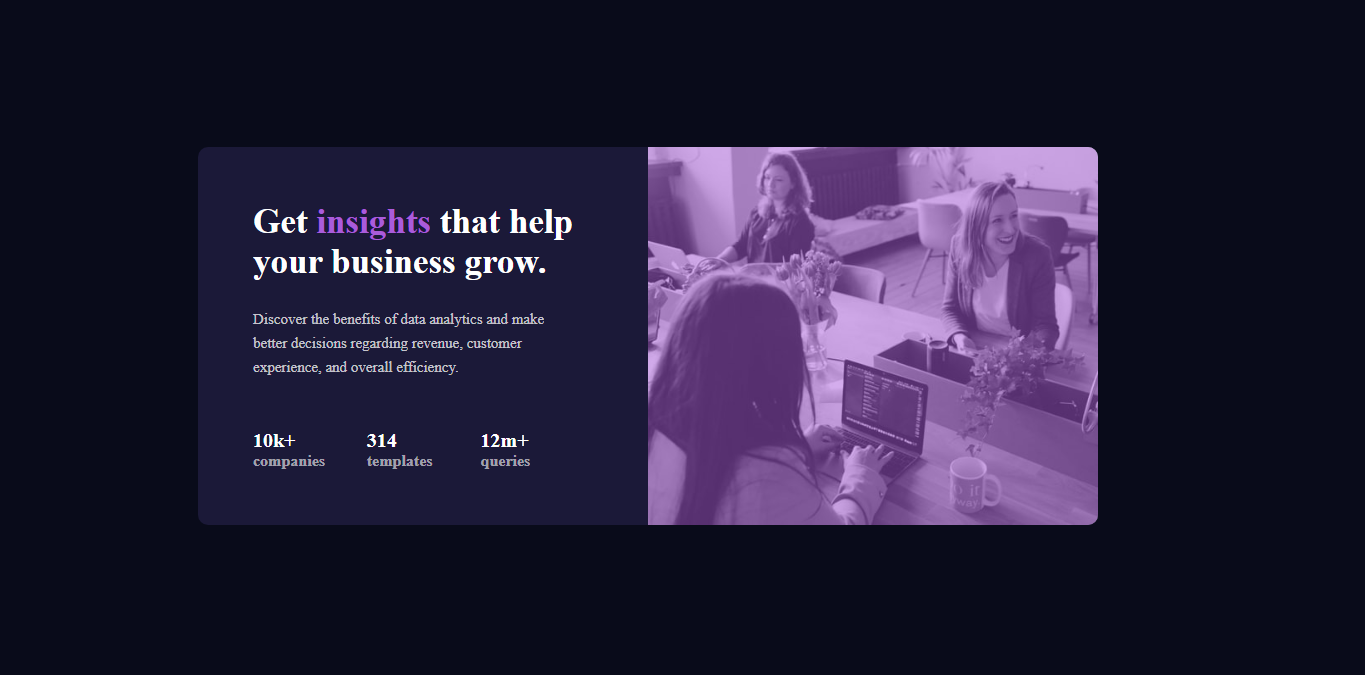 Get insights that help
your business grow.
Discover the benefits of data analytics and make
better decisions regarding revenue, customer
experience, and overall efficiency.
10k+
314
12m+
companies
templates
queries